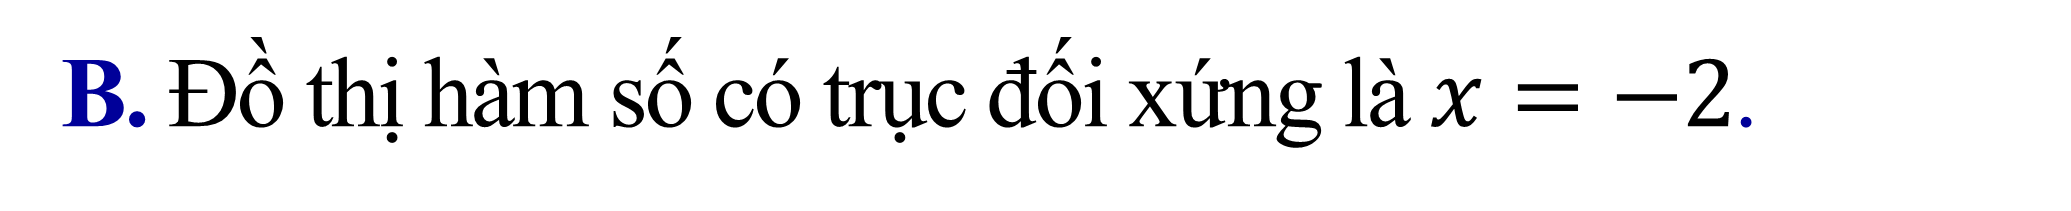 B. Đồ thị hàm số có trục đối xứng là x = −2.